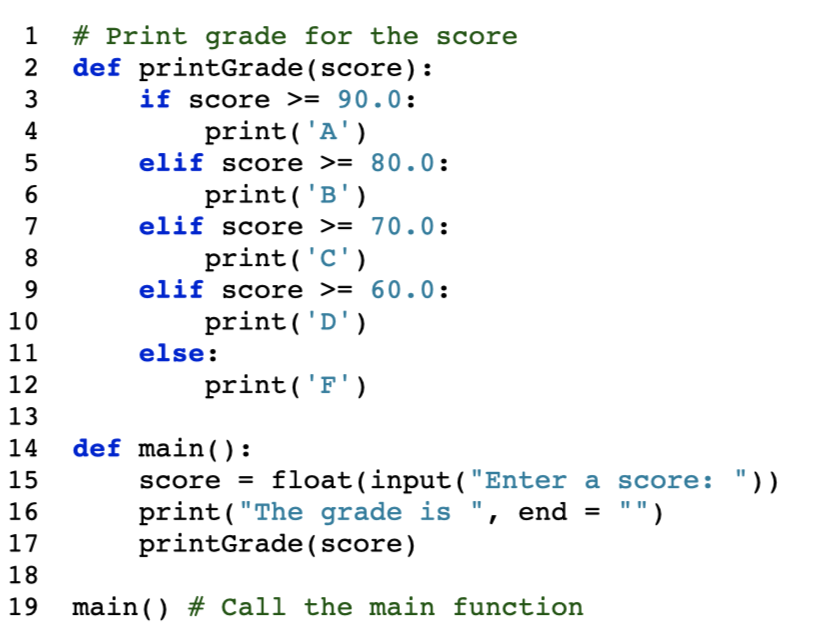 1 # Print grade for the score
2 def printGrade(score):
3     if score >= 90.0:
4         print('A')
5     elif score >= 80.0:
6         print('B')
7     elif score >= 70.0:
8         print('C')
9     elif score >= 60.0:
10         print('D')
11     else:
12         print('F')
13
14 def main():
15     score = float(input("Enter a score: "))
16     print("The grade is ", end = "")
17     printGrade(score)
18
19 main() # Call the main function